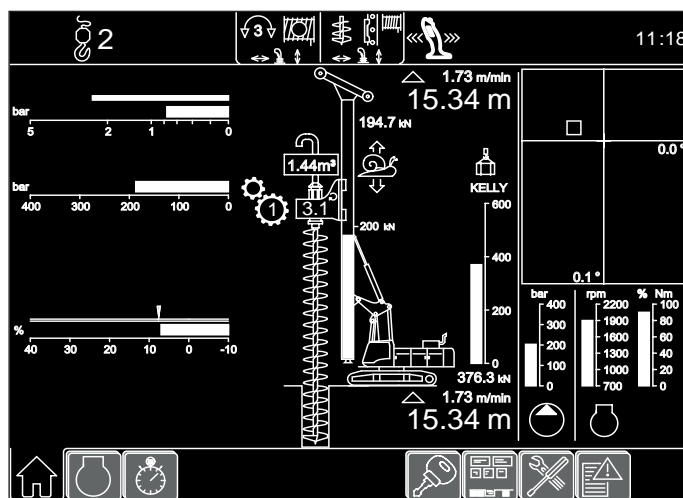 2
3
11:18
1.73 m/min
15.34 m
bar
5 2 1 0
194.7 kN
0.0 °
1.44m³
KELLY
bar
400 300 200 100 0
1
3.1
200 kN
600
400
200
0
0.1 °
%
40 30 20 10 0 -10
376.3 kN
1.73 m/min
15.34 m
bar rpm % Nm
400 2200 100
300 1900 80
1600 60
200 1300 40
100 1000 20
0 700 0